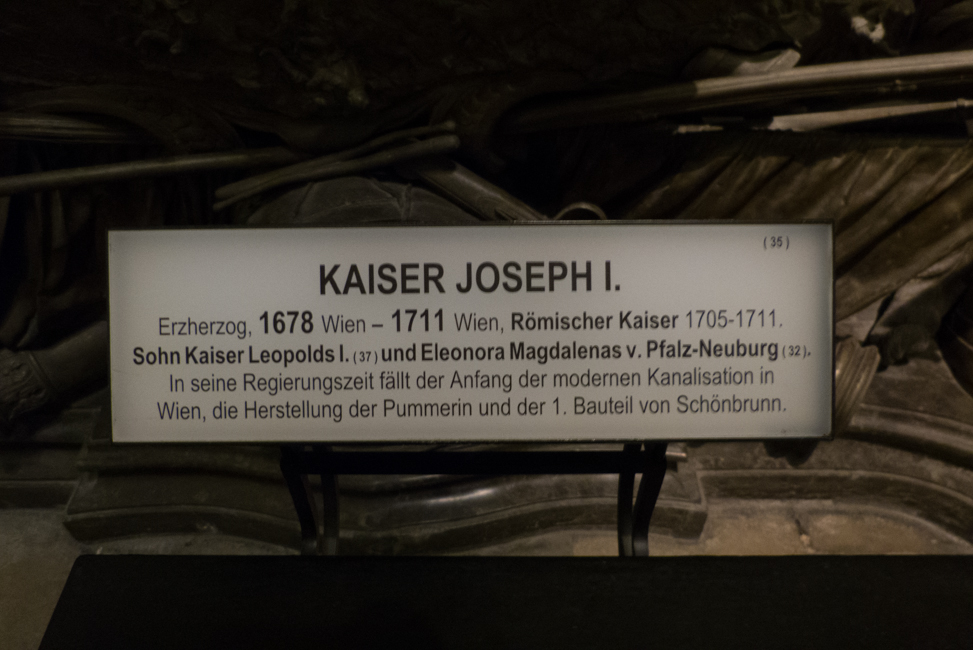 (35)
KAISER JOSEPH I.
Erzherzog, 1678 Wien – 1711 Wien, Römischer Kaiser 1705-1711.
Sohn Kaiser Leopolds I. (37) und Eleonora Magdalenas v. Pfalz-Neuburg (32).
In seine Regierungszeit fällt der Anfang der modernen Kanalisation in
Wien, die Herstellung der Pummerin und der 1. Bauteil von Schönbrunn.